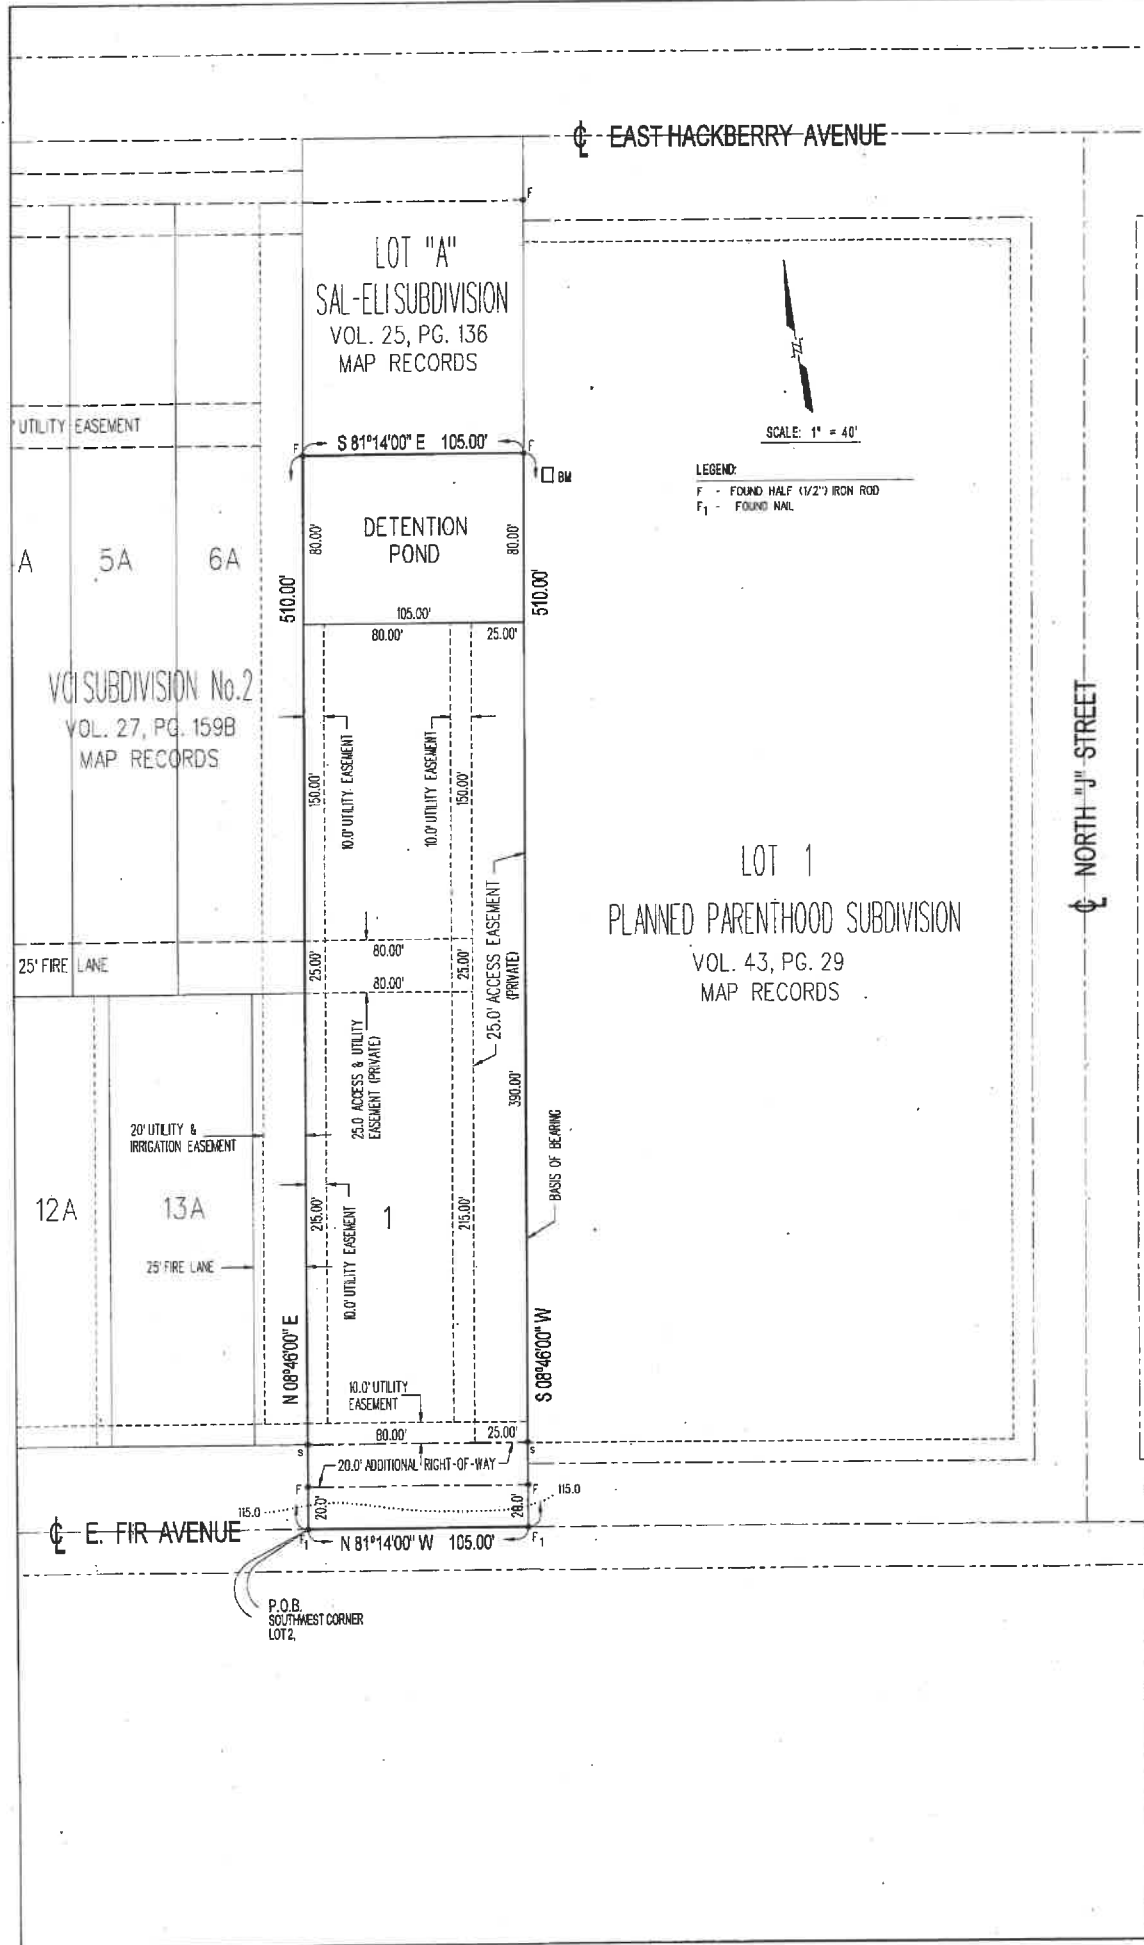 ℄ EAST HACKBERRY AVENUE
F
LOT "A"
SAL-ELI SUBDIVISION
VOL. 25, PG. 136
MAP RECORDS
SCALE: 1" = 40'
LEGEND:
F - FOUND HALF (1/2") IRON ROD
F1 - FOUND NAIL
' UTILITY EASEMENT
F
S 81°14'00" E 105.00'
F
BM
DETENTION
POND
80.00'
80.00'
A
5A
6A
510.00'
510.00'
105.00'
80.00'
25.00'
VCI SUBDIVISION No.2
VOL. 27, PG. 159B
MAP RECORDS
150.00'
10.0' UTILITY EASEMENT
10.0' UTILITY EASEMENT
150.00'
25.0' ACCESS EASEMENT
(PRIVATE)
℄ NORTH "J" STREET
LOT 1
PLANNED PARENTHOOD SUBDIVISION
VOL. 43, PG. 29
MAP RECORDS
25' FIRE LANE
25.00'
80.00'
80.00'
25.00'
25.0 ACCESS & UTILITY
EASEMENT (PRIVATE)
390.00'
BASIS OF BEARING
20' UTILITY &
IRRIGATION EASEMENT
12A
13A
25' FIRE LANE
215.00'
10.0' UTILITY EASEMENT
1
215.00'
N 08°46'00" E
S 08°46'00" W
10.0' UTILITY
EASEMENT
80.00'
25.00'
S
S
20.0' ADDITIONAL RIGHT-OF-WAY
F
F
115.0
20.0'
115.0
℄ E. FIR AVENUE
F1
N 81°14'00" W 105.00'
F1
P.O.B.
SOUTHWEST CORNER
LOT 2,